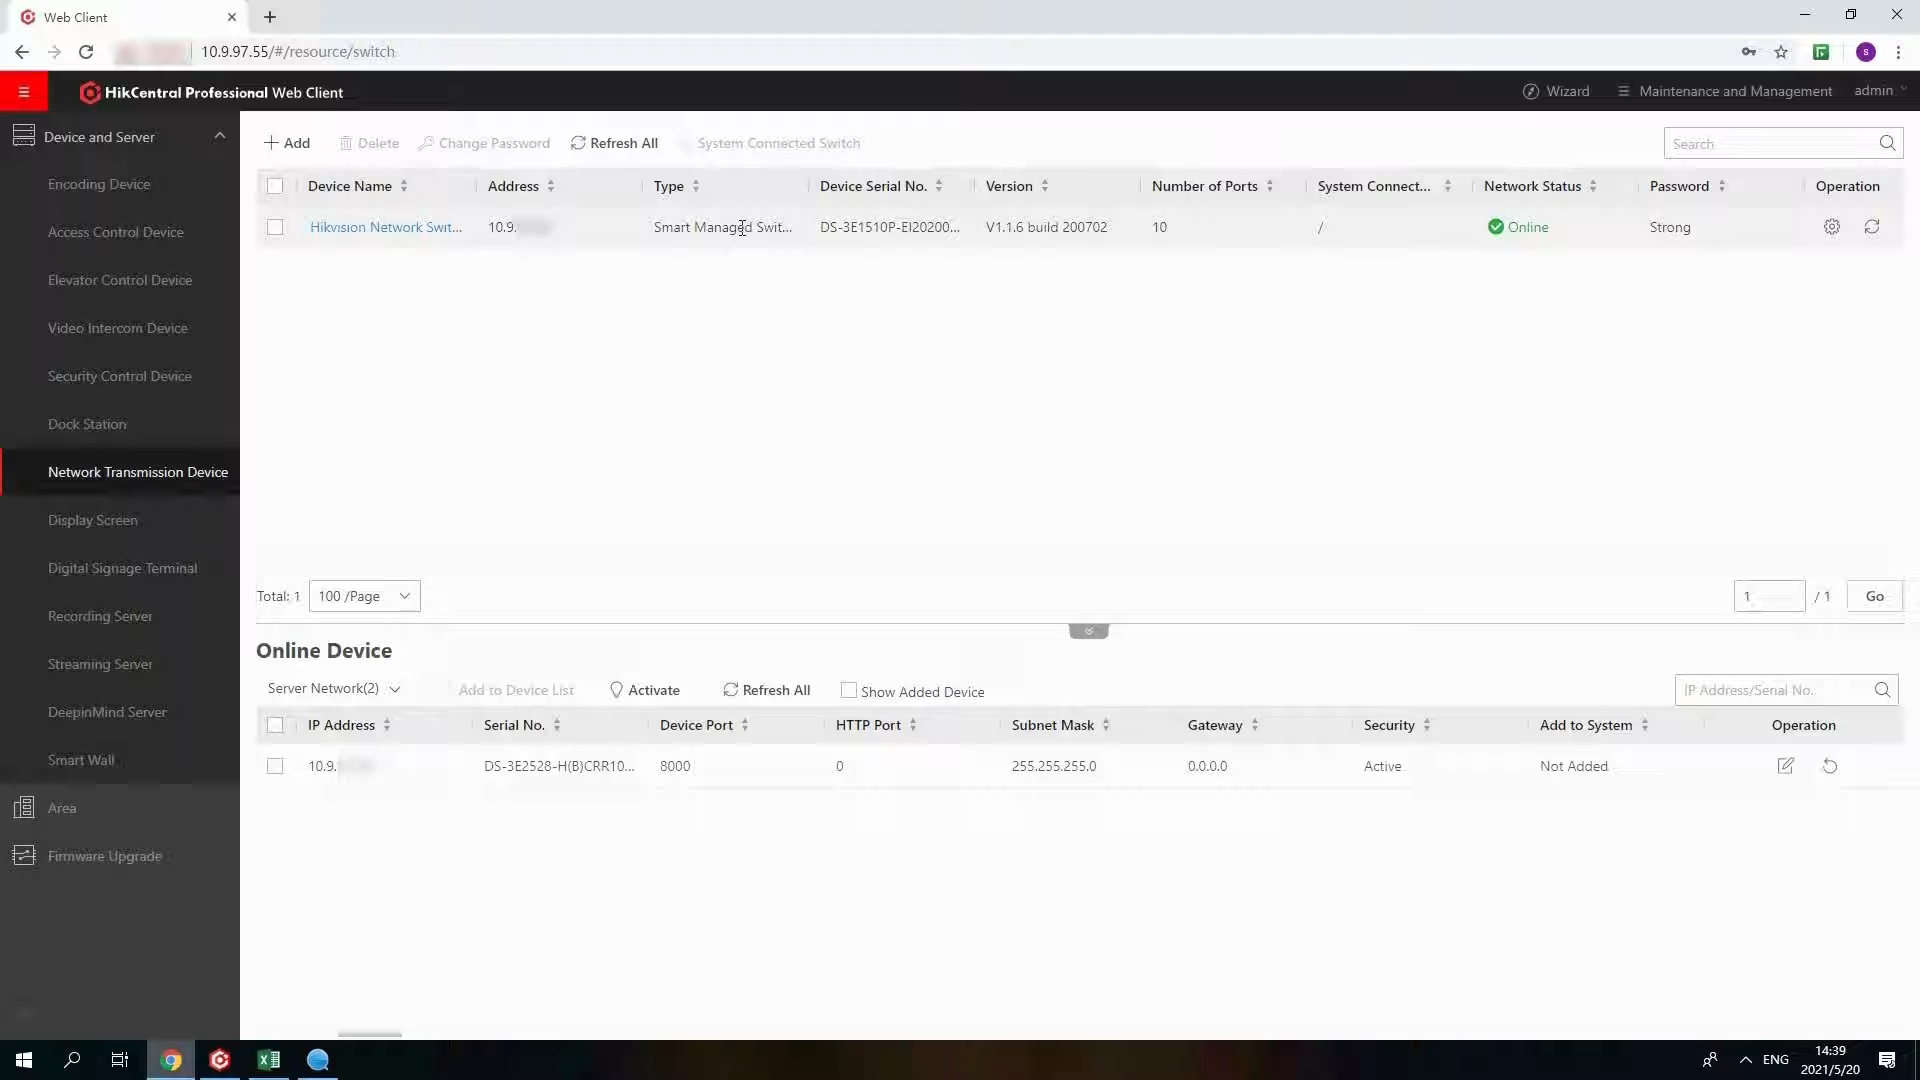 Web Client
10.9.97.55/#/resource/switch
S
HikCentral Professional Web Client
Wizard
Maintenance and Management
admin
Device and Server
Encoding Device
Access Control Device
Elevator Control Device
Video Intercom Device
Security Control Device
Dock Station
Network Transmission Device
Display Screen
Digital Signage Terminal
Recording Server
Streaming Server
DeepinMind Server
Smart Wall
Area
Firmware Upgrade
Add Delete Change Password Refresh All System Connected Switch Search
Device Name Address Type Device Serial No. Version Number of Ports System Connect... Network Status Password Operation
Hikvision Network Swit... 10.9. Smart Managed Swit... DS-3E1510P-EI20200... V1.1.6 build 200702 10 / Online Strong
Total: 1 100 /Page 1 / 1 Go
Online Device
Server Network(2) Add to Device List Activate Refresh All Show Added Device IP Address/Serial No.
IP Address Serial No. Device Port HTTP Port Subnet Mask Gateway Security Add to System Operation
10.9. DS-3E2528-H(B)CRR10... 8000 0 255.255.255.0 0.0.0.0 Active Not Added
ENG
14:39
2021/5/20